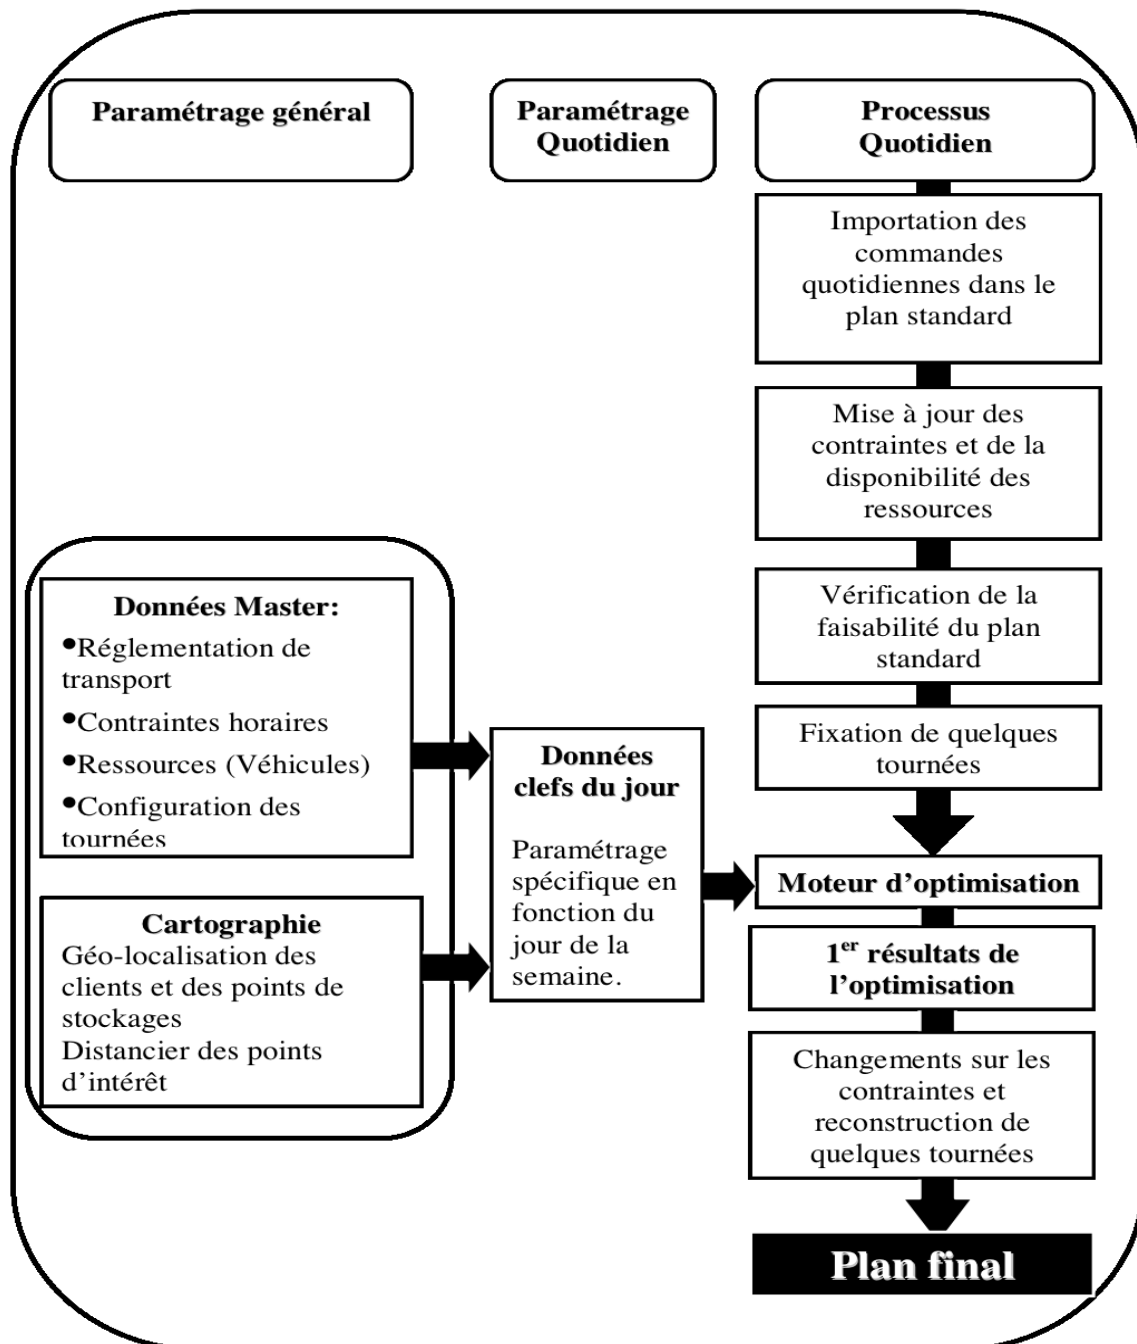 Paramétrage général
Paramétrage
Quotidien
Processus
Quotidien
Importation des
commandes
quotidiennes dans le
plan standard
Mise à jour des
contraintes et de la
disponibilité des
ressources
Vérification de la
faisabilité du plan
standard
Fixation de quelques
tournées
Données Master:
•Réglementation de
transport
•Contraintes horaires
•Ressources (Véhicules)
•Configuration des
tournées
Cartographie
Géo-localisation des
clients et des points de
stockages
Distancier des points
d’intérêt
Données
clefs du jour
Paramétrage
spécifique en
fonction du
jour de la
semaine.
Moteur d’optimisation
1er résultats de
l’optimisation
Changements sur les
contraintes et
reconstruction de
quelques tournées
Plan final